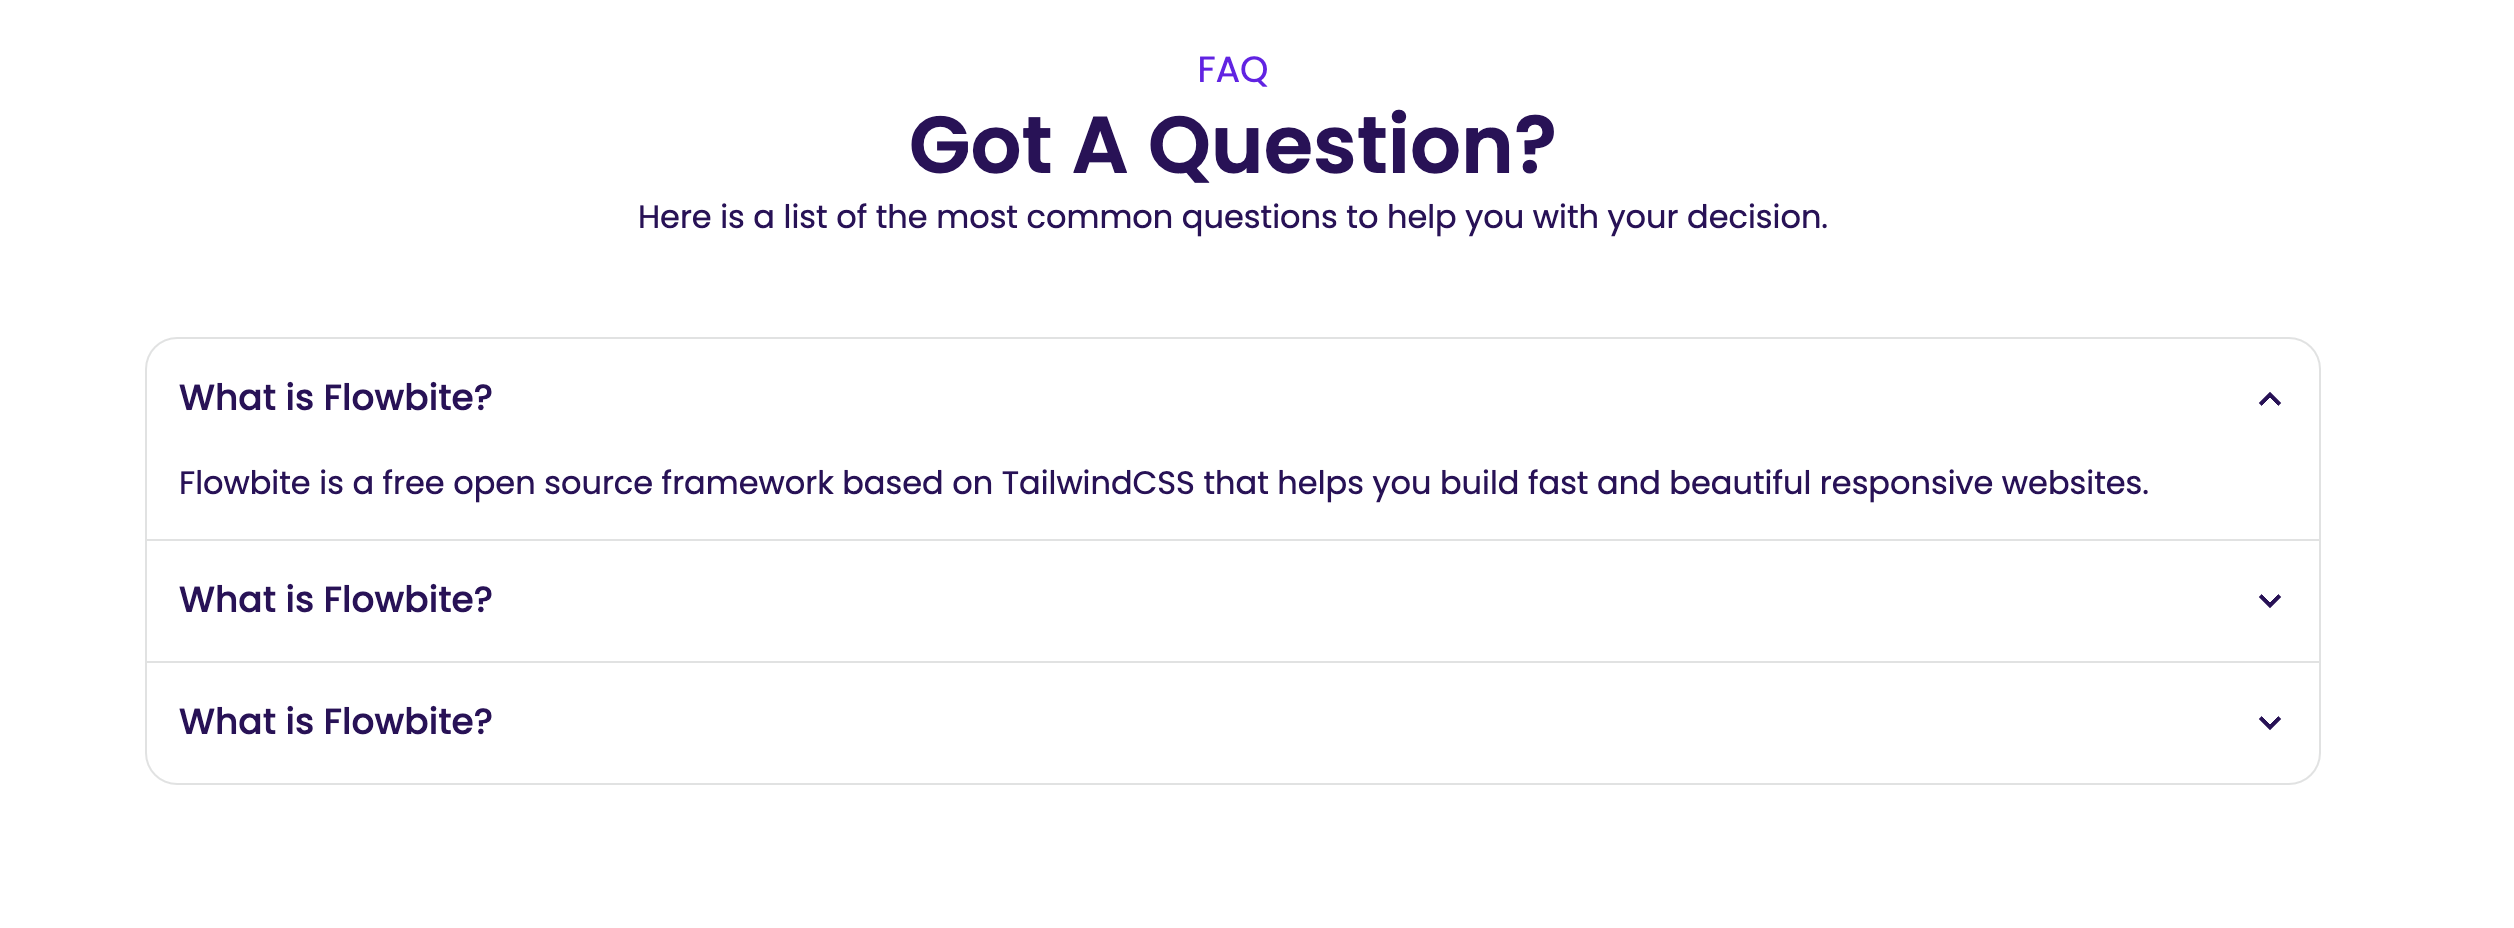 FAQ
Got A Question?
Here is a list of the most common questions to help you with your decision.
What is Flowbite?
Flowbite is a free open source framework based on TailwindCSS that helps you build fast and beautiful responsive websites.
What is Flowbite?
What is Flowbite?